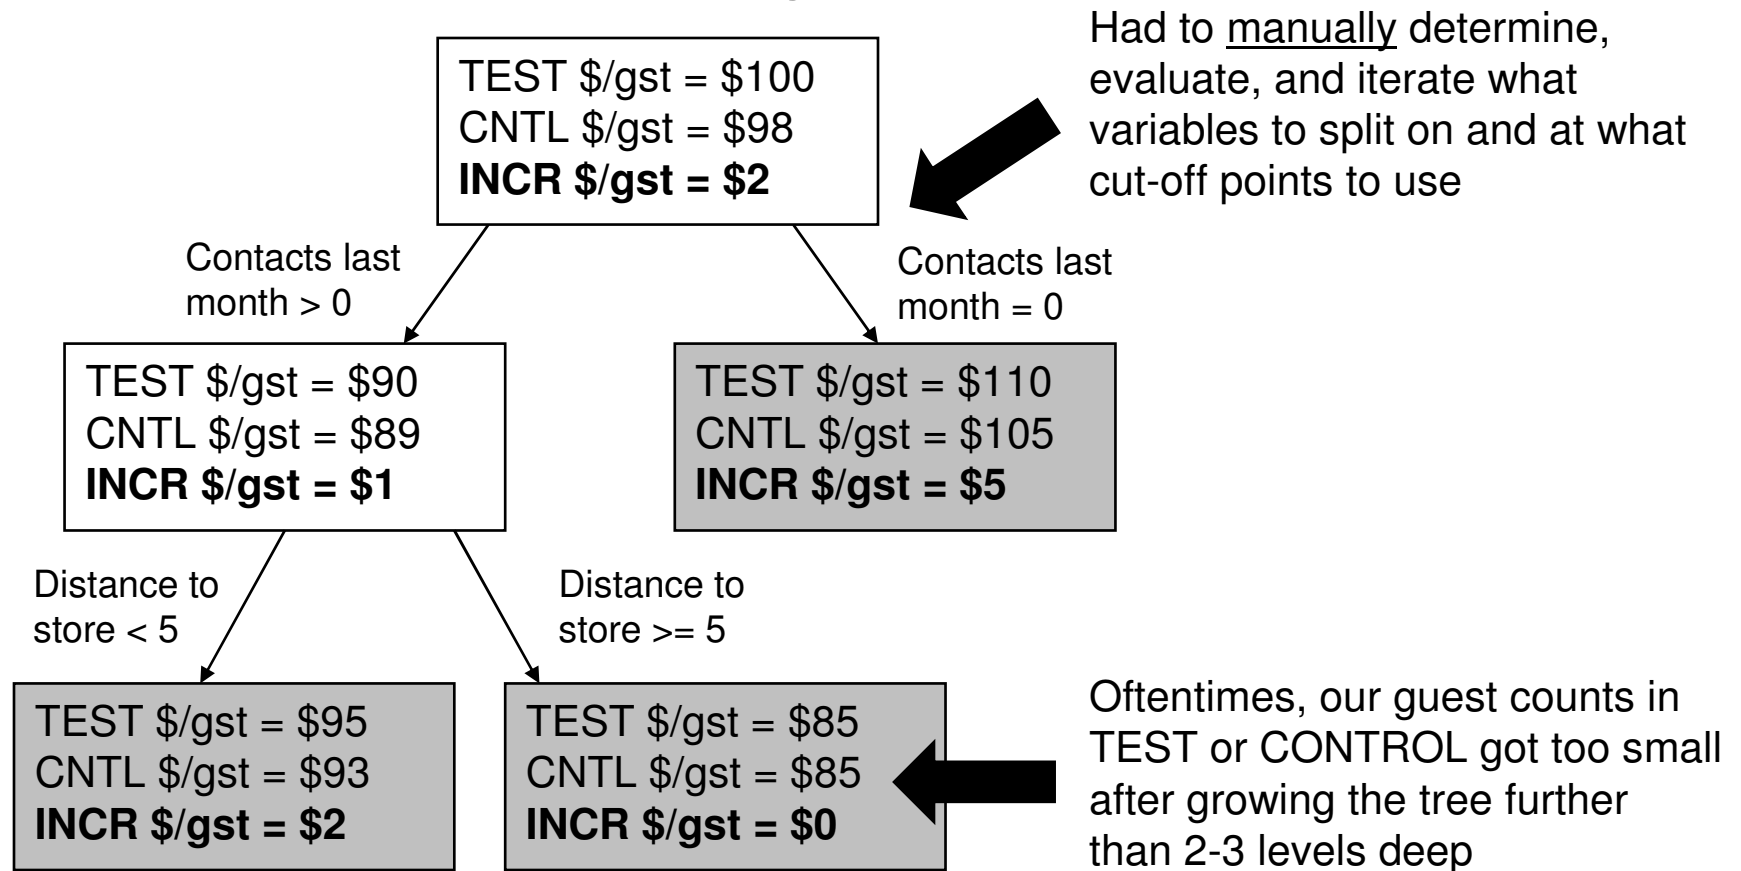 Had to manually determine,
evaluate, and iterate what
variables to split on and at what
cut-off points to use
TEST $/gst = $100
CNTL $/gst = $98
INCR $/gst = $2
Contacts last
month > 0
Contacts last
month = 0
TEST $/gst = $90
CNTL $/gst = $89
INCR $/gst = $1
TEST $/gst = $110
CNTL $/gst = $105
INCR $/gst = $5
Distance to
store < 5
Distance to
store >= 5
TEST $/gst = $95
CNTL $/gst = $93
INCR $/gst = $2
TEST $/gst = $85
CNTL $/gst = $85
INCR $/gst = $0
Oftentimes, our guest counts in
TEST or CONTROL got too small
after growing the tree further
than 2-3 levels deep